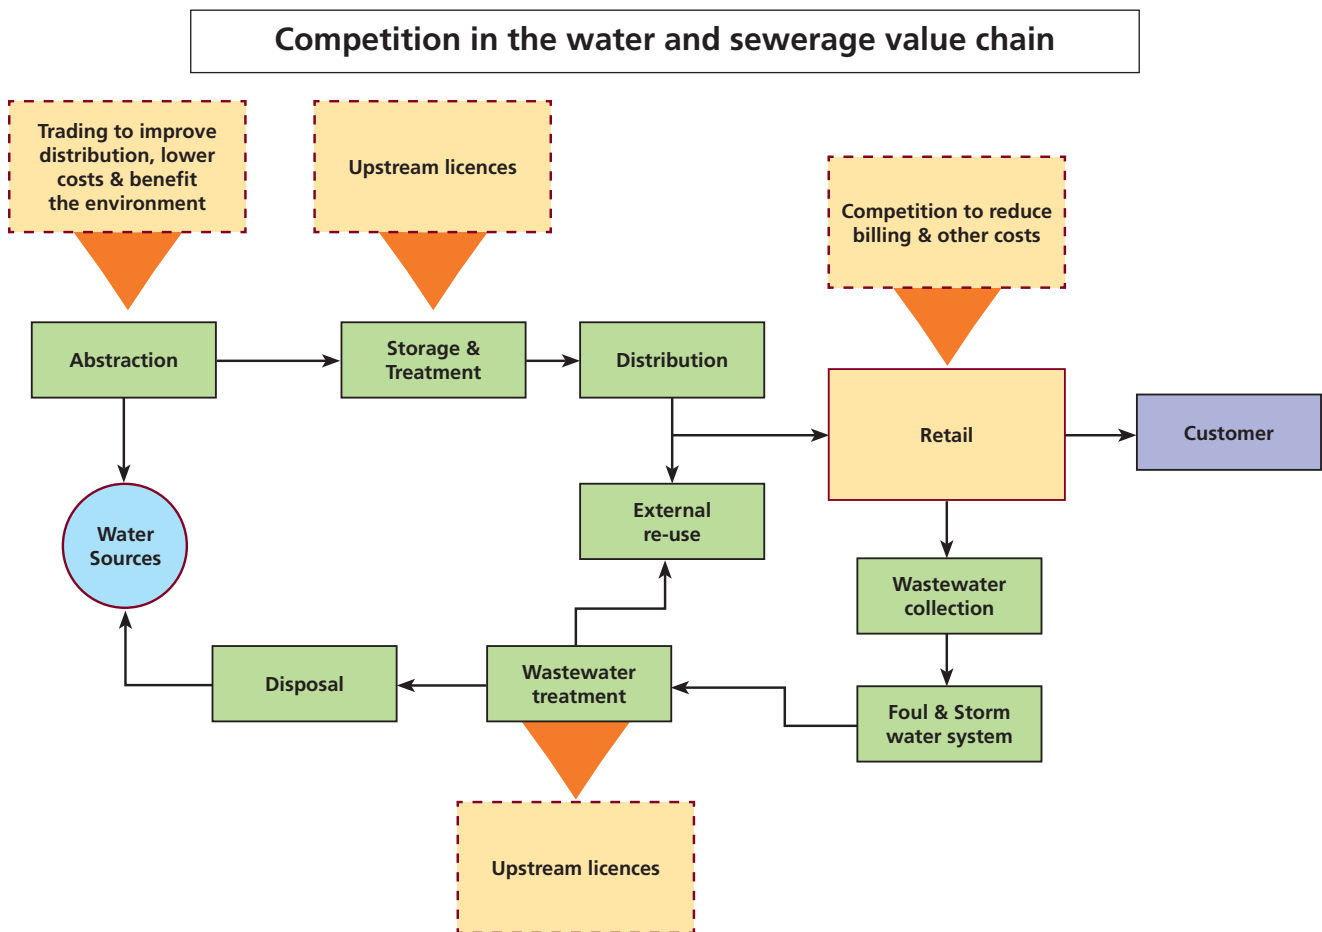 Competition in the water and sewerage value chain
Trading to improve
distribution, lower
costs & benefit
the environment
Upstream licences
Competition to reduce
billing & other costs
Abstraction
Storage &
Treatment
Distribution
Retail
Customer
Water
Sources
External
re-use
Wastewater
collection
Disposal
Wastewater
treatment
Foul & Storm
water system
Upstream licences